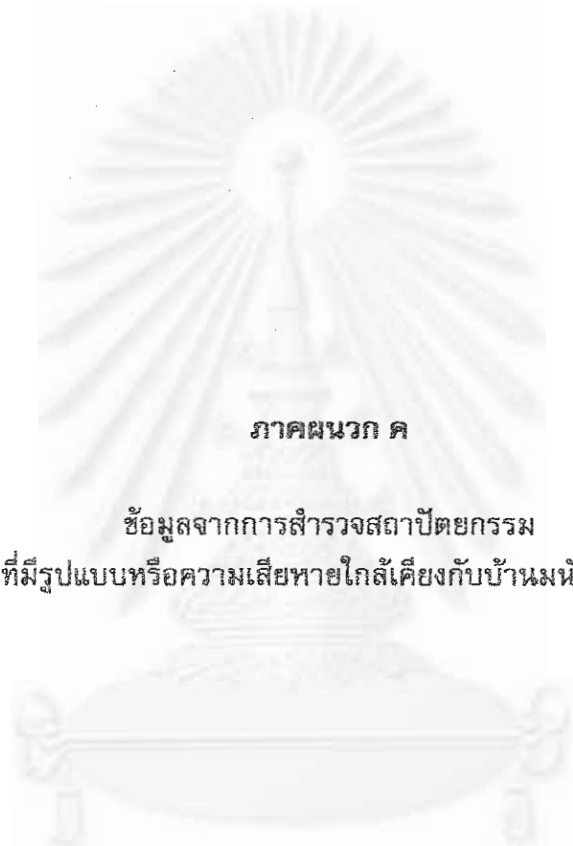 ภาคผนวก ค
ข้อมูลจากการสำรวจสถาปัตยกรรม
ที่มีรูปแบบหรือความเสียหายใกล้เคียงกับบ้านมนั